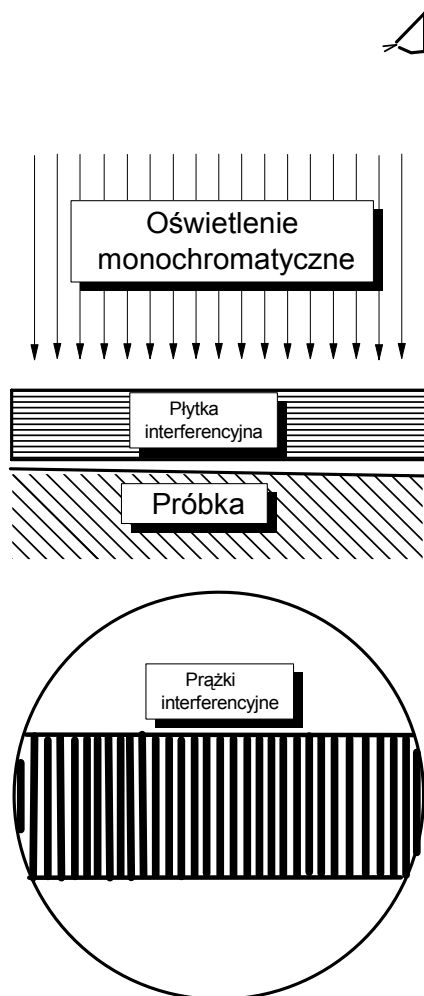 Oświetlenie
monochromatyczne
Płytka
interferencyjna
Próbka
Prążki
interferencyjne